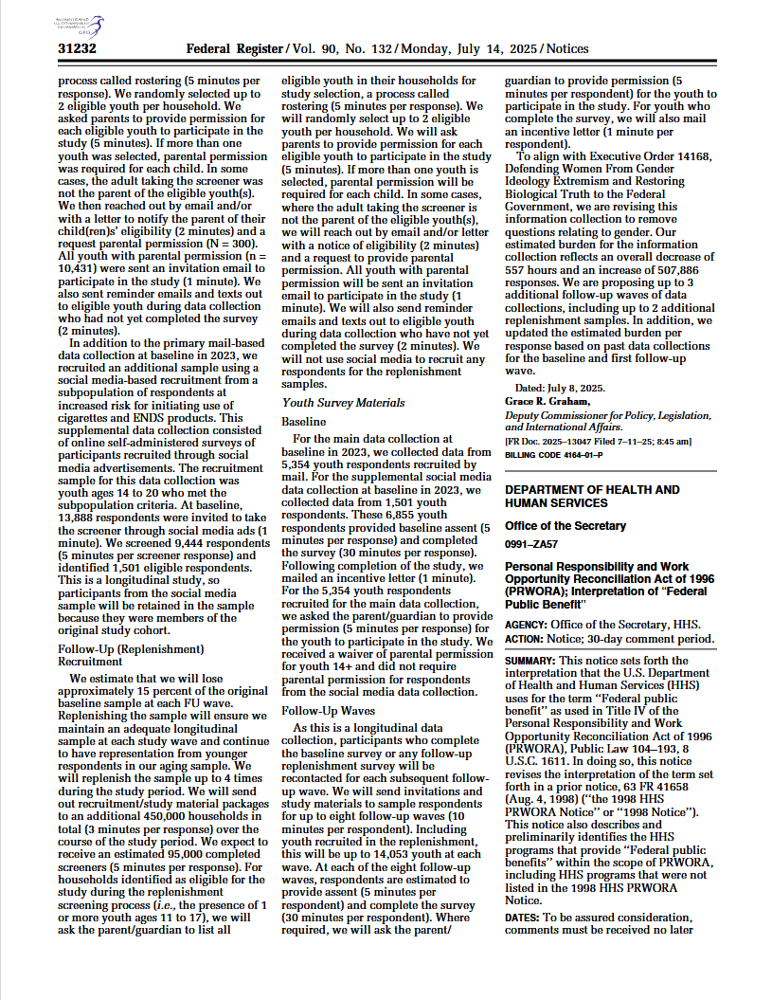 AUTHENTICATED
U.S. GOVERNMENT
INFORMATION
GPO
31232 Federal Register / Vol. 90, No. 132 / Monday, July 14, 2025 / Notices
process called rostering (5 minutes per
response). We randomly selected up to
2 eligible youth per household. We
asked parents to provide permission for
each eligible youth to participate in the
study (5 minutes). If more than one
youth was selected, parental permission
was required for each child. In some
cases, the adult taking the screener was
not the parent of the eligible youth(s).
We then reached out by email and/or
with a letter to notify the parent of their
child(ren)s’ eligibility (2 minutes) and a
request parental permission (N = 300).
All youth with parental permission (n =
10,431) were sent an invitation email to
participate in the study (1 minute). We
also sent reminder emails and texts out
to eligible youth during data collection
who had not yet completed the survey
(2 minutes).
In addition to the primary mail-based
data collection at baseline in 2023, we
recruited an additional sample using a
social media-based recruitment from a
subpopulation of respondents at
increased risk for initiating use of
cigarettes and ENDS products. This
supplemental data collection consisted
of online self-administered surveys of
participants recruited through social
media advertisements. The recruitment
sample for this data collection was
youth ages 14 to 20 who met the
subpopulation criteria. At baseline,
13,888 respondents were invited to take
the screener through social media ads (1
minute). We screened 9,444 respondents
(5 minutes per screener response) and
identified 1,501 eligible respondents.
This is a longitudinal study, so
participants from the social media
sample will be retained in the sample
because they were members of the
original study cohort.
Follow-Up (Replenishment)
Recruitment
We estimate that we will lose
approximately 15 percent of the original
baseline sample at each FU wave.
Replenishing the sample will ensure we
maintain an adequate longitudinal
sample at each study wave and continue
to have representation from younger
respondents in our aging sample. We
will replenish the sample up to 4 times
during the study period. We will send
out recruitment/study material packages
to an additional 450,000 households in
total (3 minutes per response) over the
course of the study period. We expect to
receive an estimated 95,000 completed
screeners (5 minutes per response). For
households identified as eligible for the
study during the replenishment
screening process (i.e., the presence of 1
or more youth ages 11 to 17), we will
ask the parent/guardian to list all
eligible youth in their households for
study selection, a process called
rostering (5 minutes per response). We
will randomly select up to 2 eligible
youth per household. We will ask
parents to provide permission for each
eligible youth to participate in the study
(5 minutes). If more than one youth is
selected, parental permission will be
required for each child. In some cases,
where the adult taking the screener is
not the parent of the eligible youth(s),
we will reach out by email and/or letter
with a notice of eligibility (2 minutes)
and a request to provide parental
permission. All youth with parental
permission will be sent an invitation
email to participate in the study (1
minute). We will also send reminder
emails and texts out to eligible youth
during data collection who have not yet
completed the survey (2 minutes). We
will not use social media to recruit any
respondents for the replenishment
samples.
Youth Survey Materials
Baseline
For the main data collection at
baseline in 2023, we collected data from
5,354 youth respondents recruited by
mail. For the supplemental social media
data collection at baseline in 2023, we
collected data from 1,501 youth
respondents. These 6,855 youth
respondents provided baseline assent (5
minutes per response) and completed
the survey (30 minutes per response).
Following completion of the study, we
mailed an incentive letter (1 minute).
For the 5,354 youth respondents
recruited for the main data collection,
we asked the parent/guardian to provide
permission (5 minutes per response) for
the youth to participate in the study. We
received a waiver of parental permission
for youth 14+ and did not require
parental permission for respondents
from the social media data collection.
Follow-Up Waves
As this is a longitudinal data
collection, participants who complete
the baseline survey or any follow-up
replenishment survey will be
recontacted for each subsequent follow-
up wave. We will send invitations and
study materials to sample respondents
for up to eight follow-up waves (10
minutes per respondent). Including
youth recruited in the replenishment,
this will be up to 14,053 youth at each
wave. At each of the eight follow-up
waves, respondents are estimated to
provide assent (5 minutes per
respondent) and complete the survey
(30 minutes per respondent). Where
required, we will ask the parent/
guardian to provide permission (5
minutes per respondent) for the youth to
participate in the study. For youth who
complete the survey, we will also mail
an incentive letter (1 minute per
respondent).
To align with Executive Order 14168,
Defending Women From Gender
Ideology Extremism and Restoring
Biological Truth to the Federal
Government, we are revising this
information collection to remove
questions relating to gender. Our
estimated burden for the information
collection reflects an overall decrease of
557 hours and an increase of 507,886
responses. We are proposing up to 3
additional follow-up waves of data
collections, including up to 2 additional
replenishment samples. In addition, we
updated the estimated burden per
response based on past data collections
for the baseline and first follow-up
wave.
Dated: July 8, 2025.
Grace R. Graham,
Deputy Commissioner for Policy, Legislation,
and International Affairs.
[FR Doc. 2025–13047 Filed 7–11–25; 8:45 am]
BILLING CODE 4164–01–P
DEPARTMENT OF HEALTH AND
HUMAN SERVICES
Office of the Secretary
0991–ZA57
Personal Responsibility and Work
Opportunity Reconciliation Act of 1996
(PRWORA); Interpretation of “Federal
Public Benefit”
AGENCY: Office of the Secretary, HHS.
ACTION: Notice; 30-day comment period.
SUMMARY: This notice sets forth the
interpretation that the U.S. Department
of Health and Human Services (HHS)
uses for the term ‘‘Federal public
benefit’’ as used in Title IV of the
Personal Responsibility and Work
Opportunity Reconciliation Act of 1996
(PRWORA), Public Law 104–193, 8
U.S.C. 1611. In doing so, this notice
revises the interpretation of the term set
forth in a prior notice, 63 FR 41658
(Aug. 4, 1998) (‘‘the 1998 HHS
PRWORA Notice’’ or ‘‘1998 Notice’’).
This notice also describes and
preliminarily identifies the HHS
programs that provide ‘‘Federal public
benefits’’ within the scope of PRWORA,
including HHS programs that were not
listed in the 1998 HHS PRWORA
Notice.
DATES: To be assured consideration,
comments must be received no later